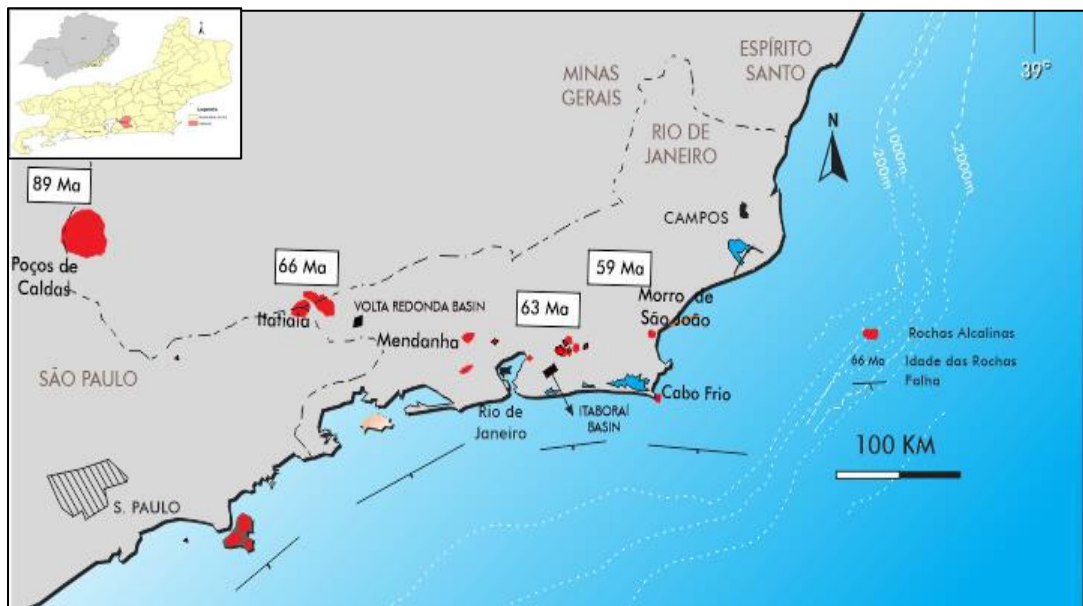 Legenda
ESPÍRITO
SANTO
39°
MINAS
GERAIS
RIO DE
JANEIRO
N
1000m.
200m.
2000m.
89 Ma
CAMPOS
Poços de
Caldas
66 Ma
59 Ma
Itatiaia
VOLTA REDONDA BASIN
63 Ma
Morro de
São João
Mendanha
Rochas Alcalinas
66 Ma Idade das Rochas
Falha
SÃO PAULO
Cabo Frio
Rio de
Janeiro
ITABORAÍ
BASIN
100 KM
S. PAULO